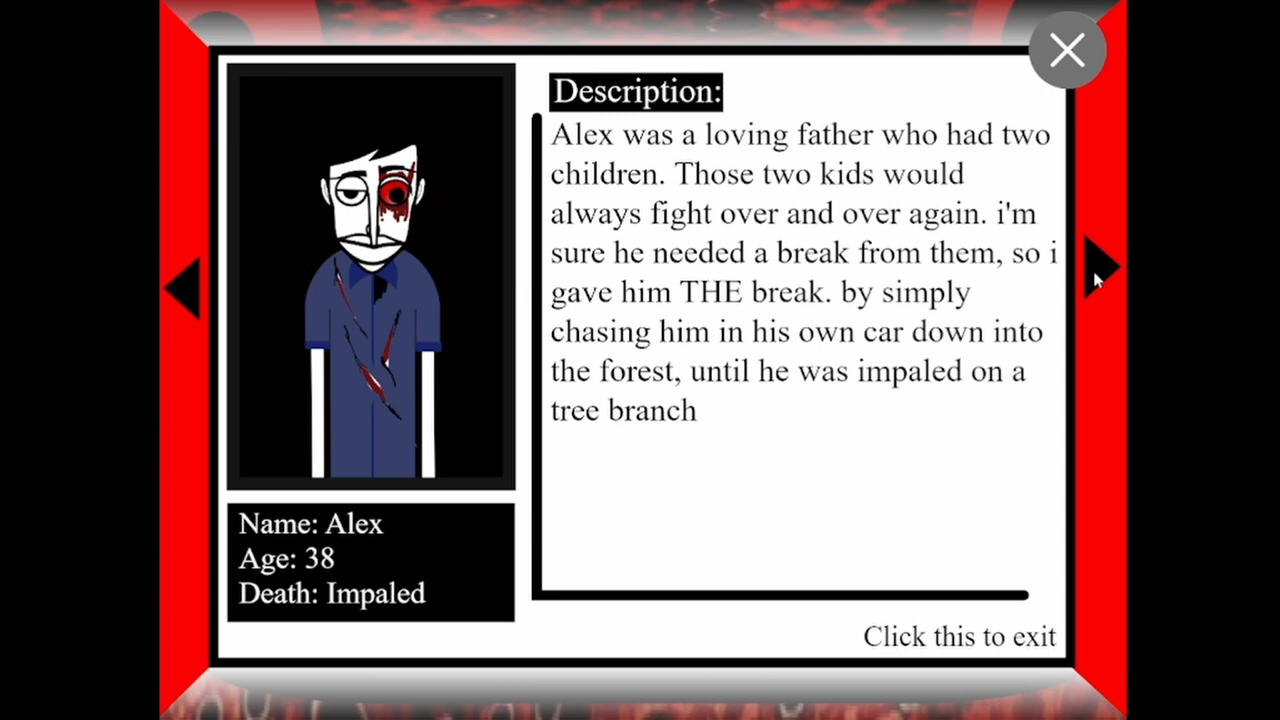 Description:
Alex was a loving father who had two
children. Those two kids would
always fight over and over again. i'm
sure he needed a break from them, so i
gave him THE break. by simply
chasing him in his own car down into
the forest, until he was impaled on a
tree branch
Name: Alex
Age: 38
Death: Impaled
Click this to exit